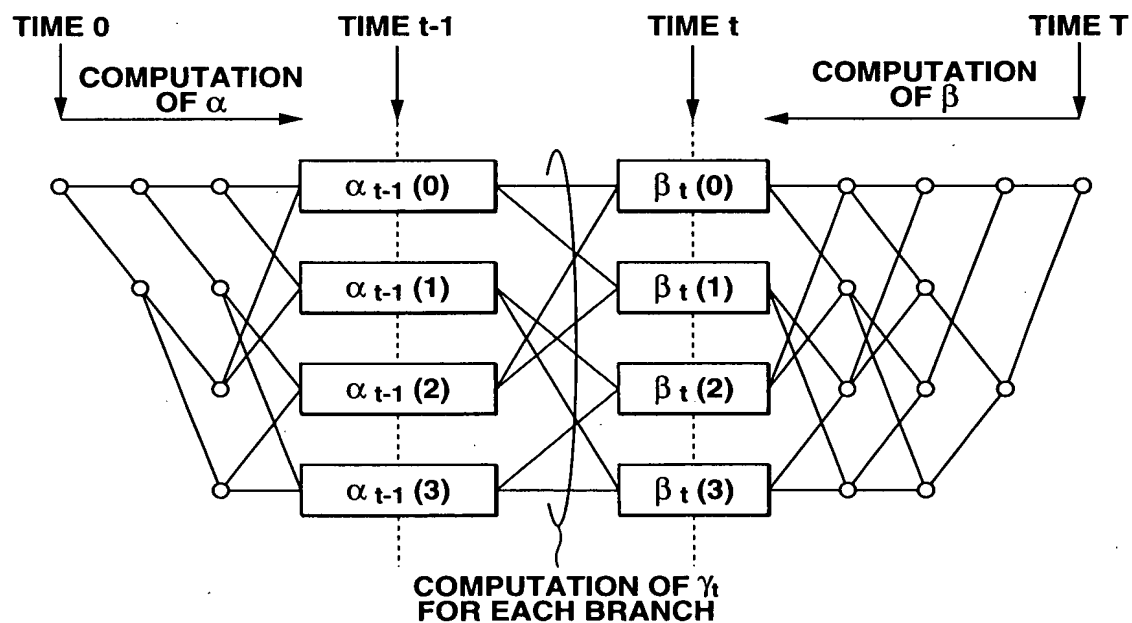 TIME 0
TIME t-1
TIME t
TIME T
COMPUTATION
OF α
COMPUTATION
OF β
α t-1 (0)
β t (0)
α t-1 (1)
β t (1)
α t-1 (2)
β t (2)
α t-1 (3)
β t (3)
COMPUTATION OF γt
FOR EACH BRANCH